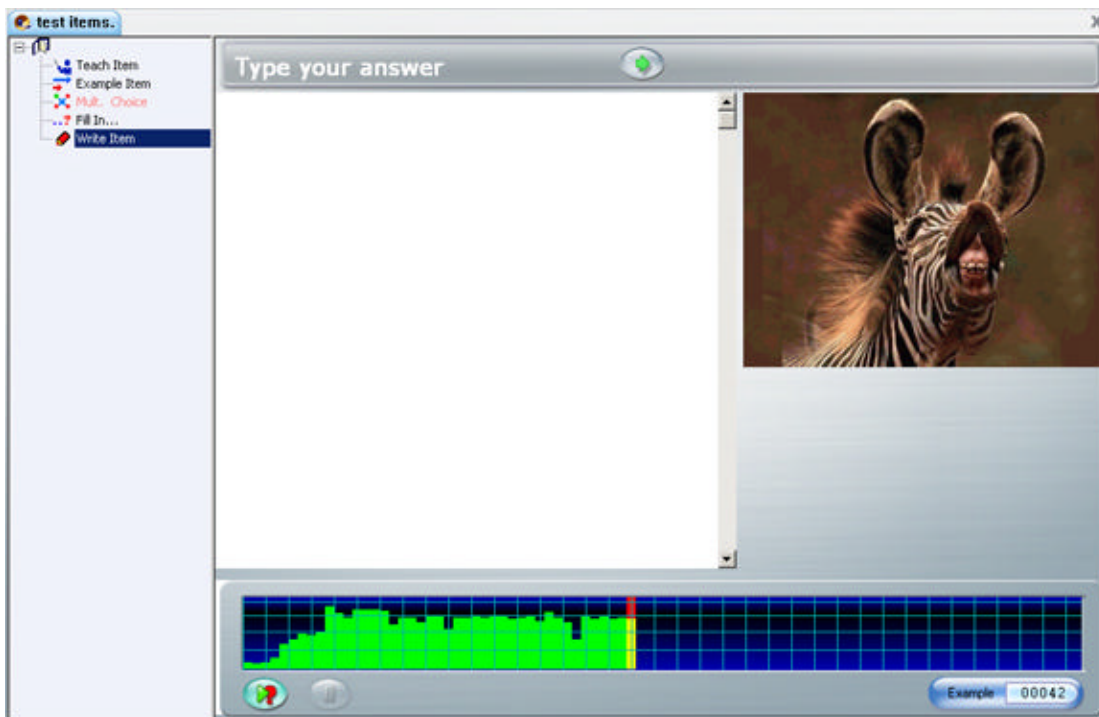 test items.
Teach Item
Example Item
Mult. Choice
Fill In...
Write Item
Type your answer
Example 00042